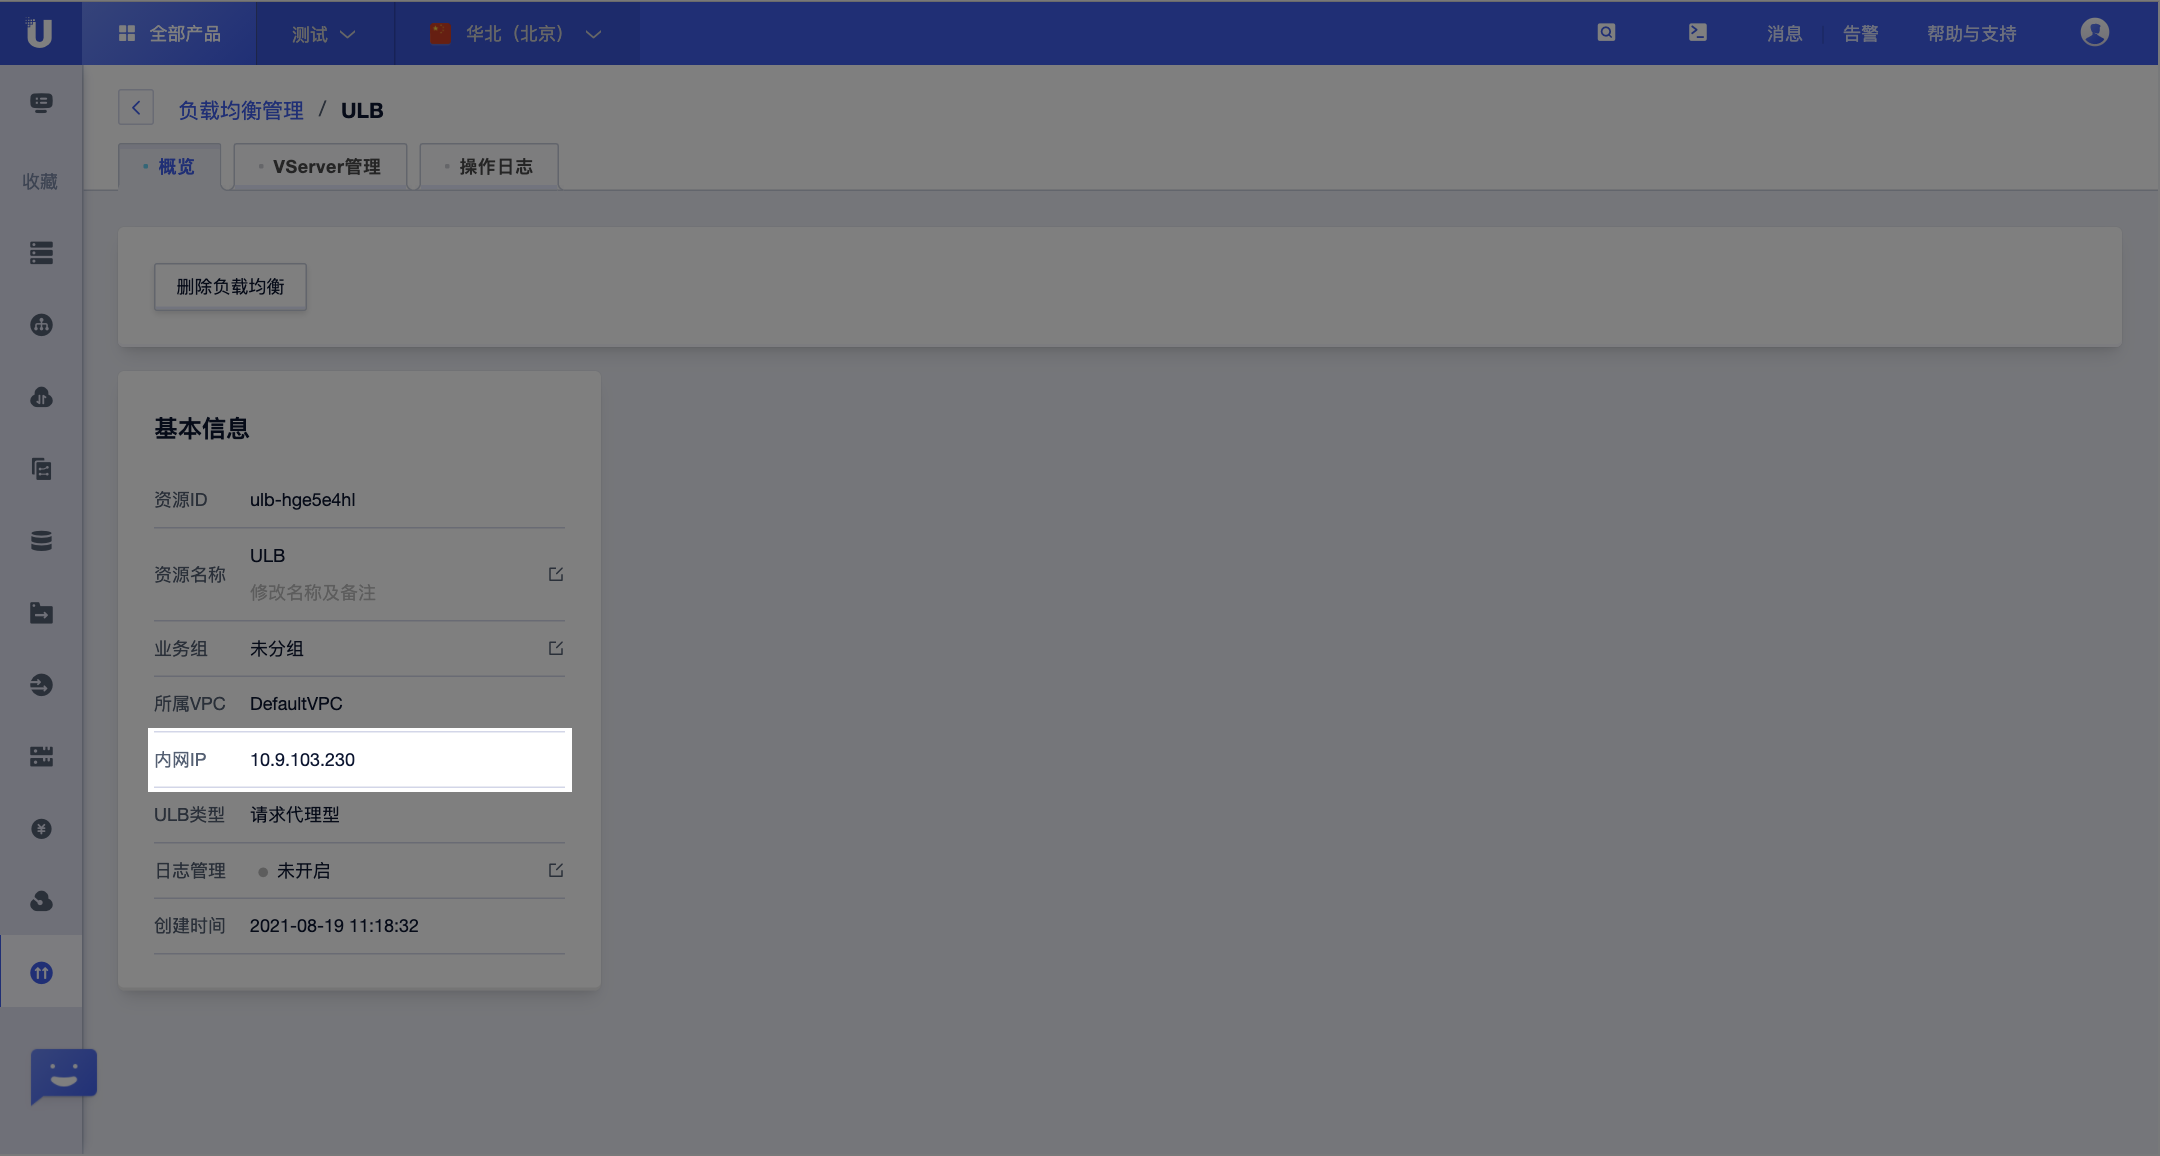 全部产品 测试 华北（北京） 消息 告警 帮助与支持
负载均衡管理 / ULB
概览 VServer管理 操作日志
收藏
删除负载均衡
基本信息
资源ID ulb-hge5e4hl
资源名称 ULB
修改名称及备注
业务组 未分组
所属VPC DefaultVPC
内网IP 10.9.103.230
ULB类型 请求代理型
日志管理 未开启
创建时间 2021-08-19 11:18:32